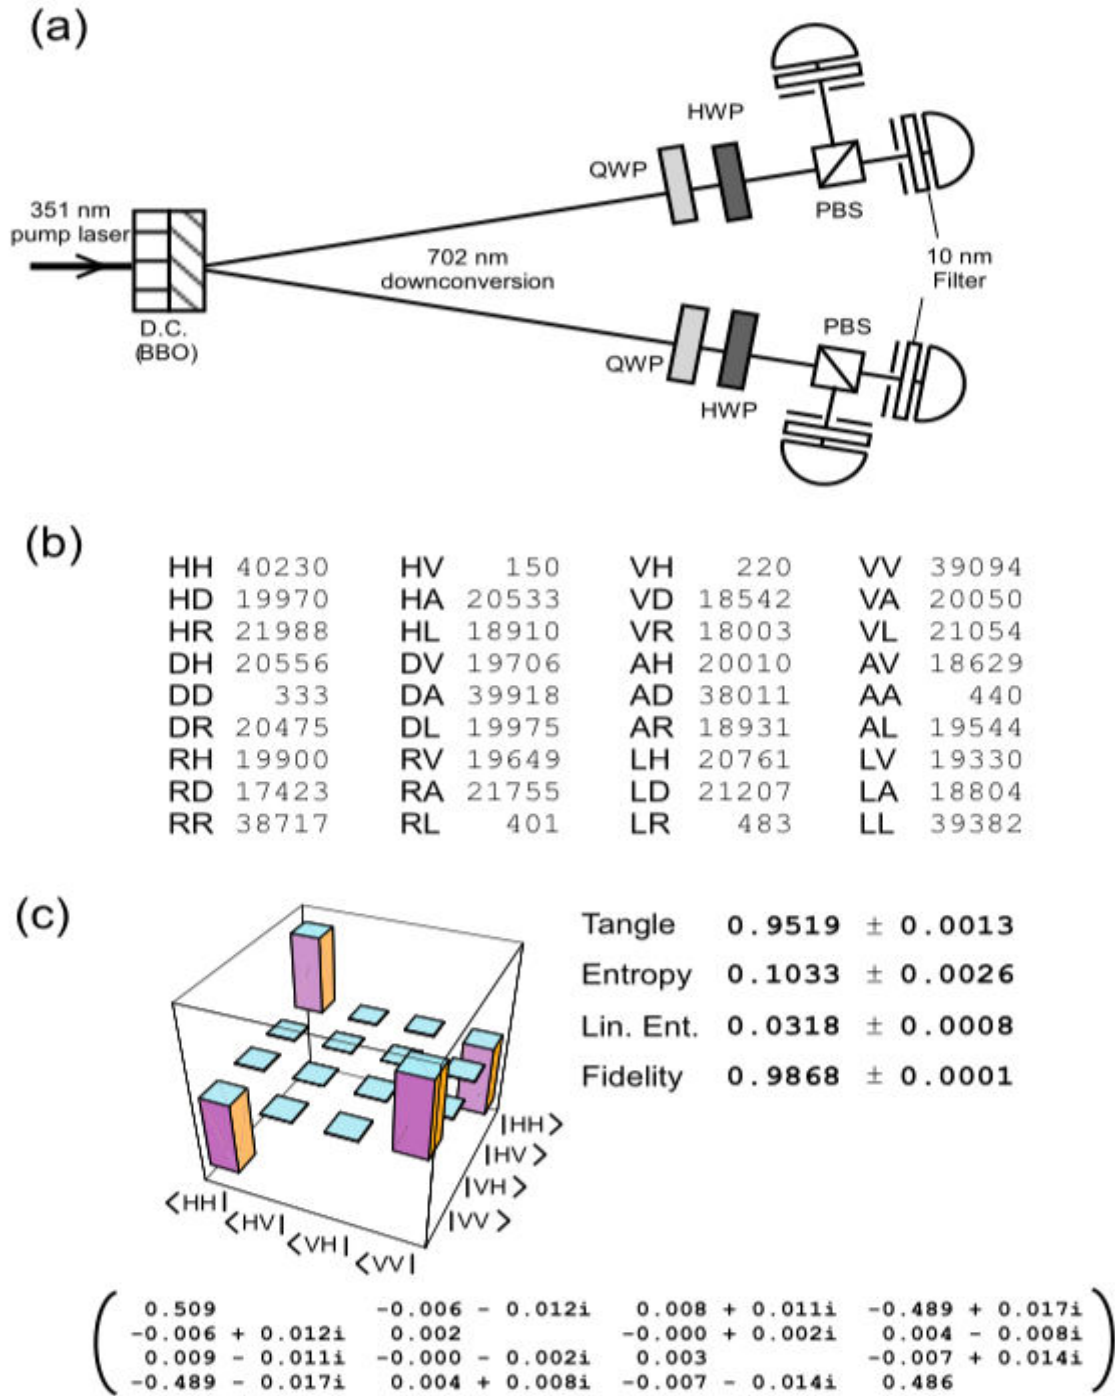 (a)
HWP
QWP
351 nm
pump laser
PBS
702 nm
downconversion
10 nm
Filter
D.C.
(BBO)
PBS
QWP
HWP
(b)
HH 40230 HV 150 VH 220 VV 39094
HD 19970 HA 20533 VD 18542 VA 20050
HR 21988 HL 18910 VR 18003 VL 21054
DH 20556 DV 19706 AH 20010 AV 18629
DD 333 DA 39918 AD 38011 AA 440
DR 20475 DL 19975 AR 18931 AL 19544
RH 19900 RV 19649 LH 20761 LV 19330
RD 17423 RA 21755 LD 21207 LA 18804
RR 38717 RL 401 LR 483 LL 39382
(c)
Tangle 0.9519 ± 0.0013
Entropy 0.1033 ± 0.0026
Lin. Ent. 0.0318 ± 0.0008
Fidelity 0.9868 ± 0.0001
|HH>
|HV>
|VH>
|VV>
<HH|
<HV|
<VH|
<VV|
0.509 -0.006 - 0.012i 0.008 + 0.011i -0.489 + 0.017i
-0.006 + 0.012i 0.002 -0.000 + 0.002i 0.004 - 0.008i
0.009 - 0.011i -0.000 - 0.002i 0.003 -0.007 + 0.014i
-0.489 - 0.017i 0.004 + 0.008i -0.007 - 0.014i 0.486